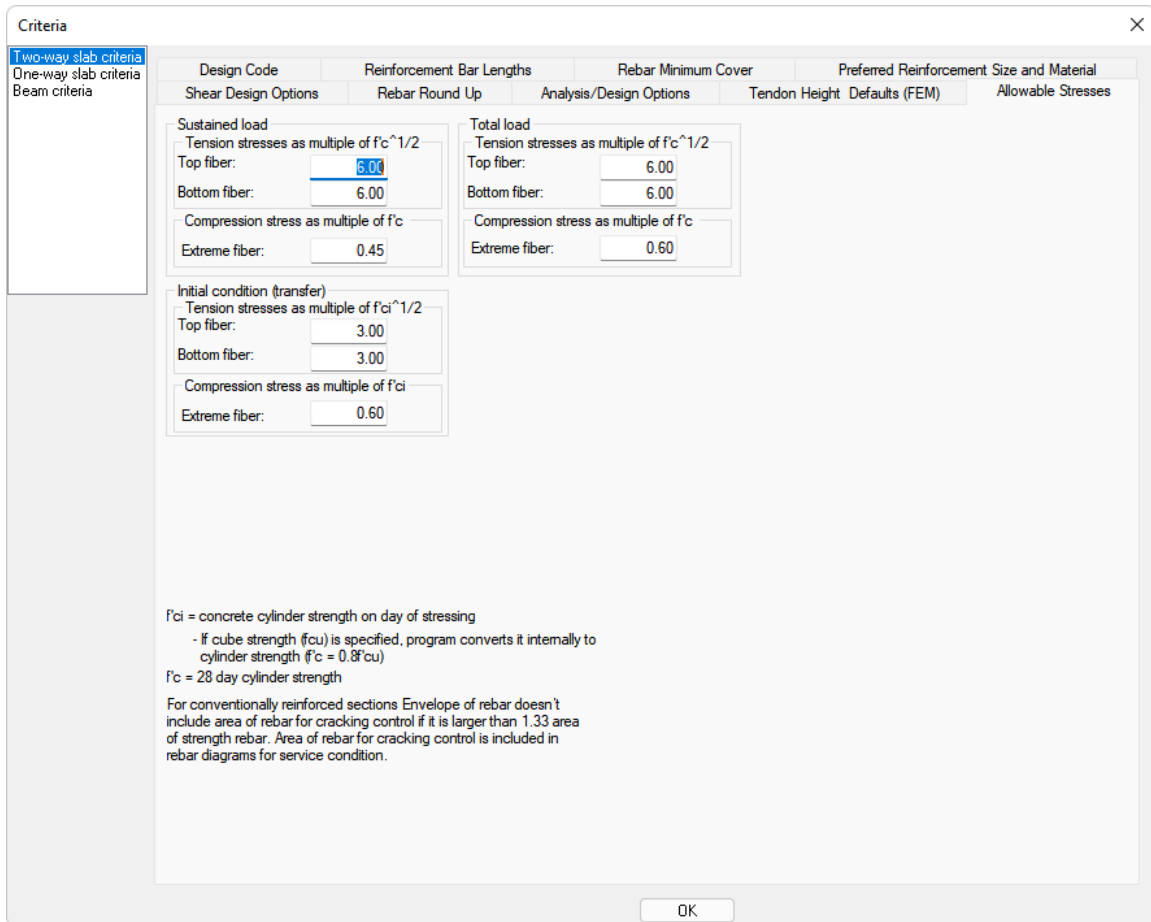 Criteria
Two-way slab criteria
One-way slab criteria
Beam criteria
Design Code
Reinforcement Bar Lengths
Rebar Minimum Cover
Preferred Reinforcement Size and Material
Shear Design Options
Rebar Round Up
Analysis/Design Options
Tendon Height Defaults (FEM)
Allowable Stresses
Sustained load
Tension stresses as multiple of f'c^1/2
Top fiber: 6.00
Bottom fiber: 6.00
Compression stress as multiple of f'c
Extreme fiber: 0.45
Total load
Tension stresses as multiple of f'c^1/2
Top fiber: 6.00
Bottom fiber: 6.00
Compression stress as multiple of f'c
Extreme fiber: 0.60
Initial condition (transfer)
Tension stresses as multiple of f'ci^1/2
Top fiber: 3.00
Bottom fiber: 3.00
Compression stress as multiple of f'ci
Extreme fiber: 0.60
f'ci = concrete cylinder strength on day of stressing
- If cube strength (fcu) is specified, program converts it internally to
cylinder strength (f'c = 0.8f'cu)
f'c = 28 day cylinder strength
For conventionally reinforced sections Envelope of rebar doesn't
include area of rebar for cracking control if it is larger than 1.33 area
of strength rebar. Area of rebar for cracking control is included in
rebar diagrams for service condition.
OK